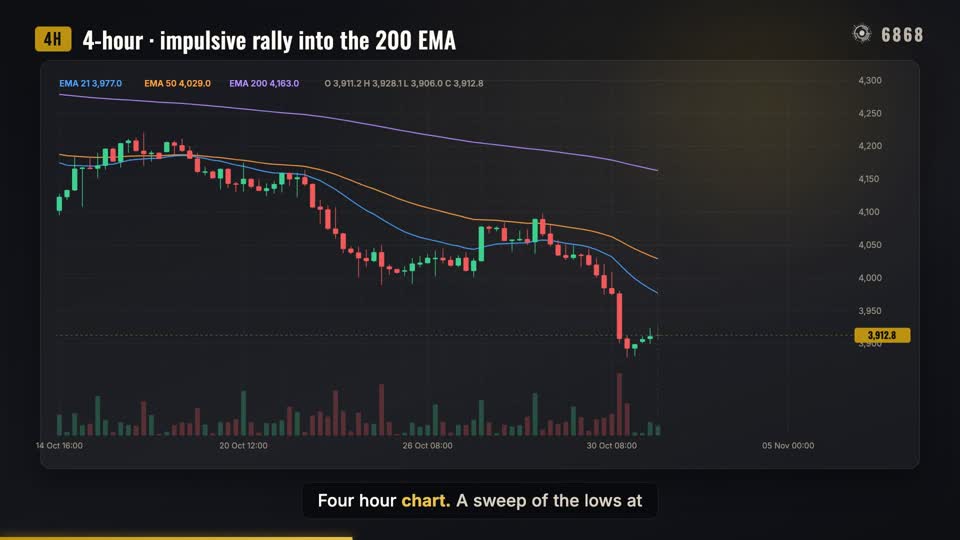 4H 4-hour · impulsive rally into the 200 EMA
6868
EMA 21 3,977.0 EMA 50 4,029.0 EMA 200 4,163.0 O 3,911.2 H 3,928.1 L 3,906.0 C 3,912.8
4,300
4,250
4,200
4,150
4,100
4,050
4,000
3,950
3,912.8
3,900
14 Oct 16:00 20 Oct 12:00 26 Oct 08:00 30 Oct 08:00 05 Nov 00:00
Four hour chart. A sweep of the lows at